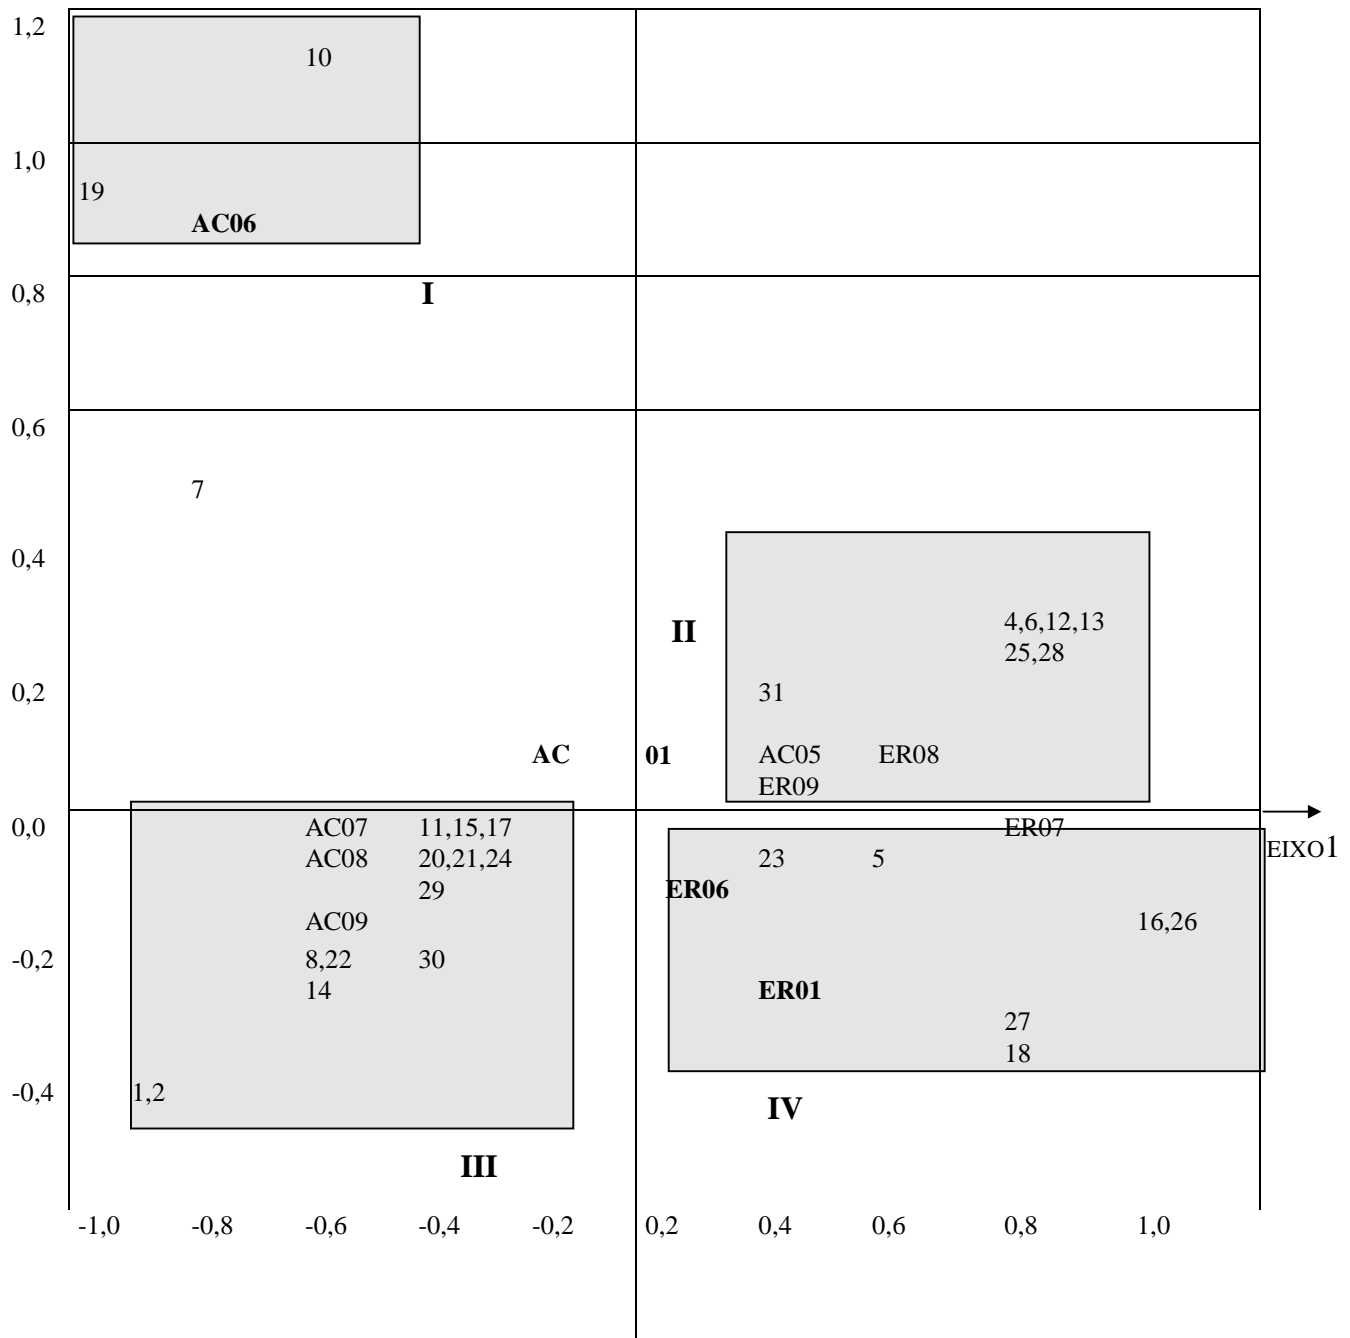 1,2
10
1,0
19
AC06
0,8
I
0,6
7
0,4
II
4,6,12,13
25,28
0,2
31
AC 01 AC05 ER08
ER09
0,0 AC07 11,15,17 ER07
AC08 20,21,24 23 5 EIXO1
29 ER06
AC09 16,26
-0,2 8,22 30
14 ER01
27
18
-0,4 1,2
IV
III
-1,0 -0,8 -0,6 -0,4 -0,2 0,2 0,4 0,6 0,8 1,0